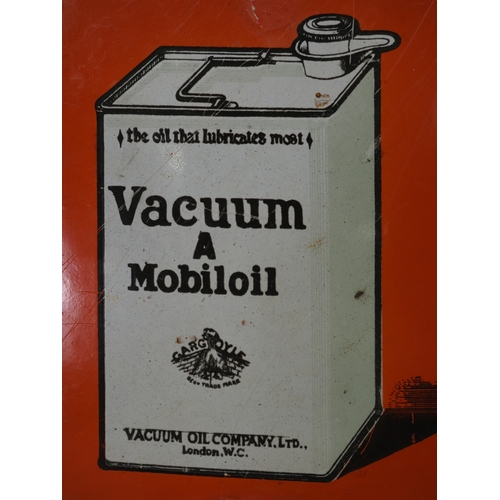 the oil that lubricates most
Vacuum
A
Mobiloil
GARGOYLE
REGD TRADE MARK
VACUUM OIL COMPANY, LTD.,
London, W.C.